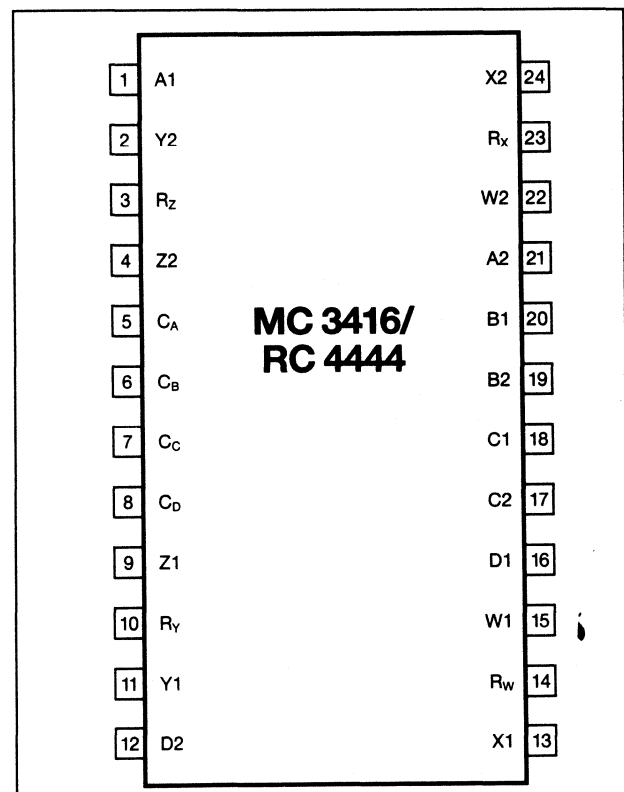 1 A1 X2 24
2 Y2 Rx 23
3 Rz W2 22
4 Z2 A2 21
5 CA B1 20
MC 3416/
RC 4444
6 CB B2 19
7 CC C1 18
8 CD C2 17
9 Z1 D1 16
10 RY W1 15
11 Y1 Rw 14
12 D2 X1 13